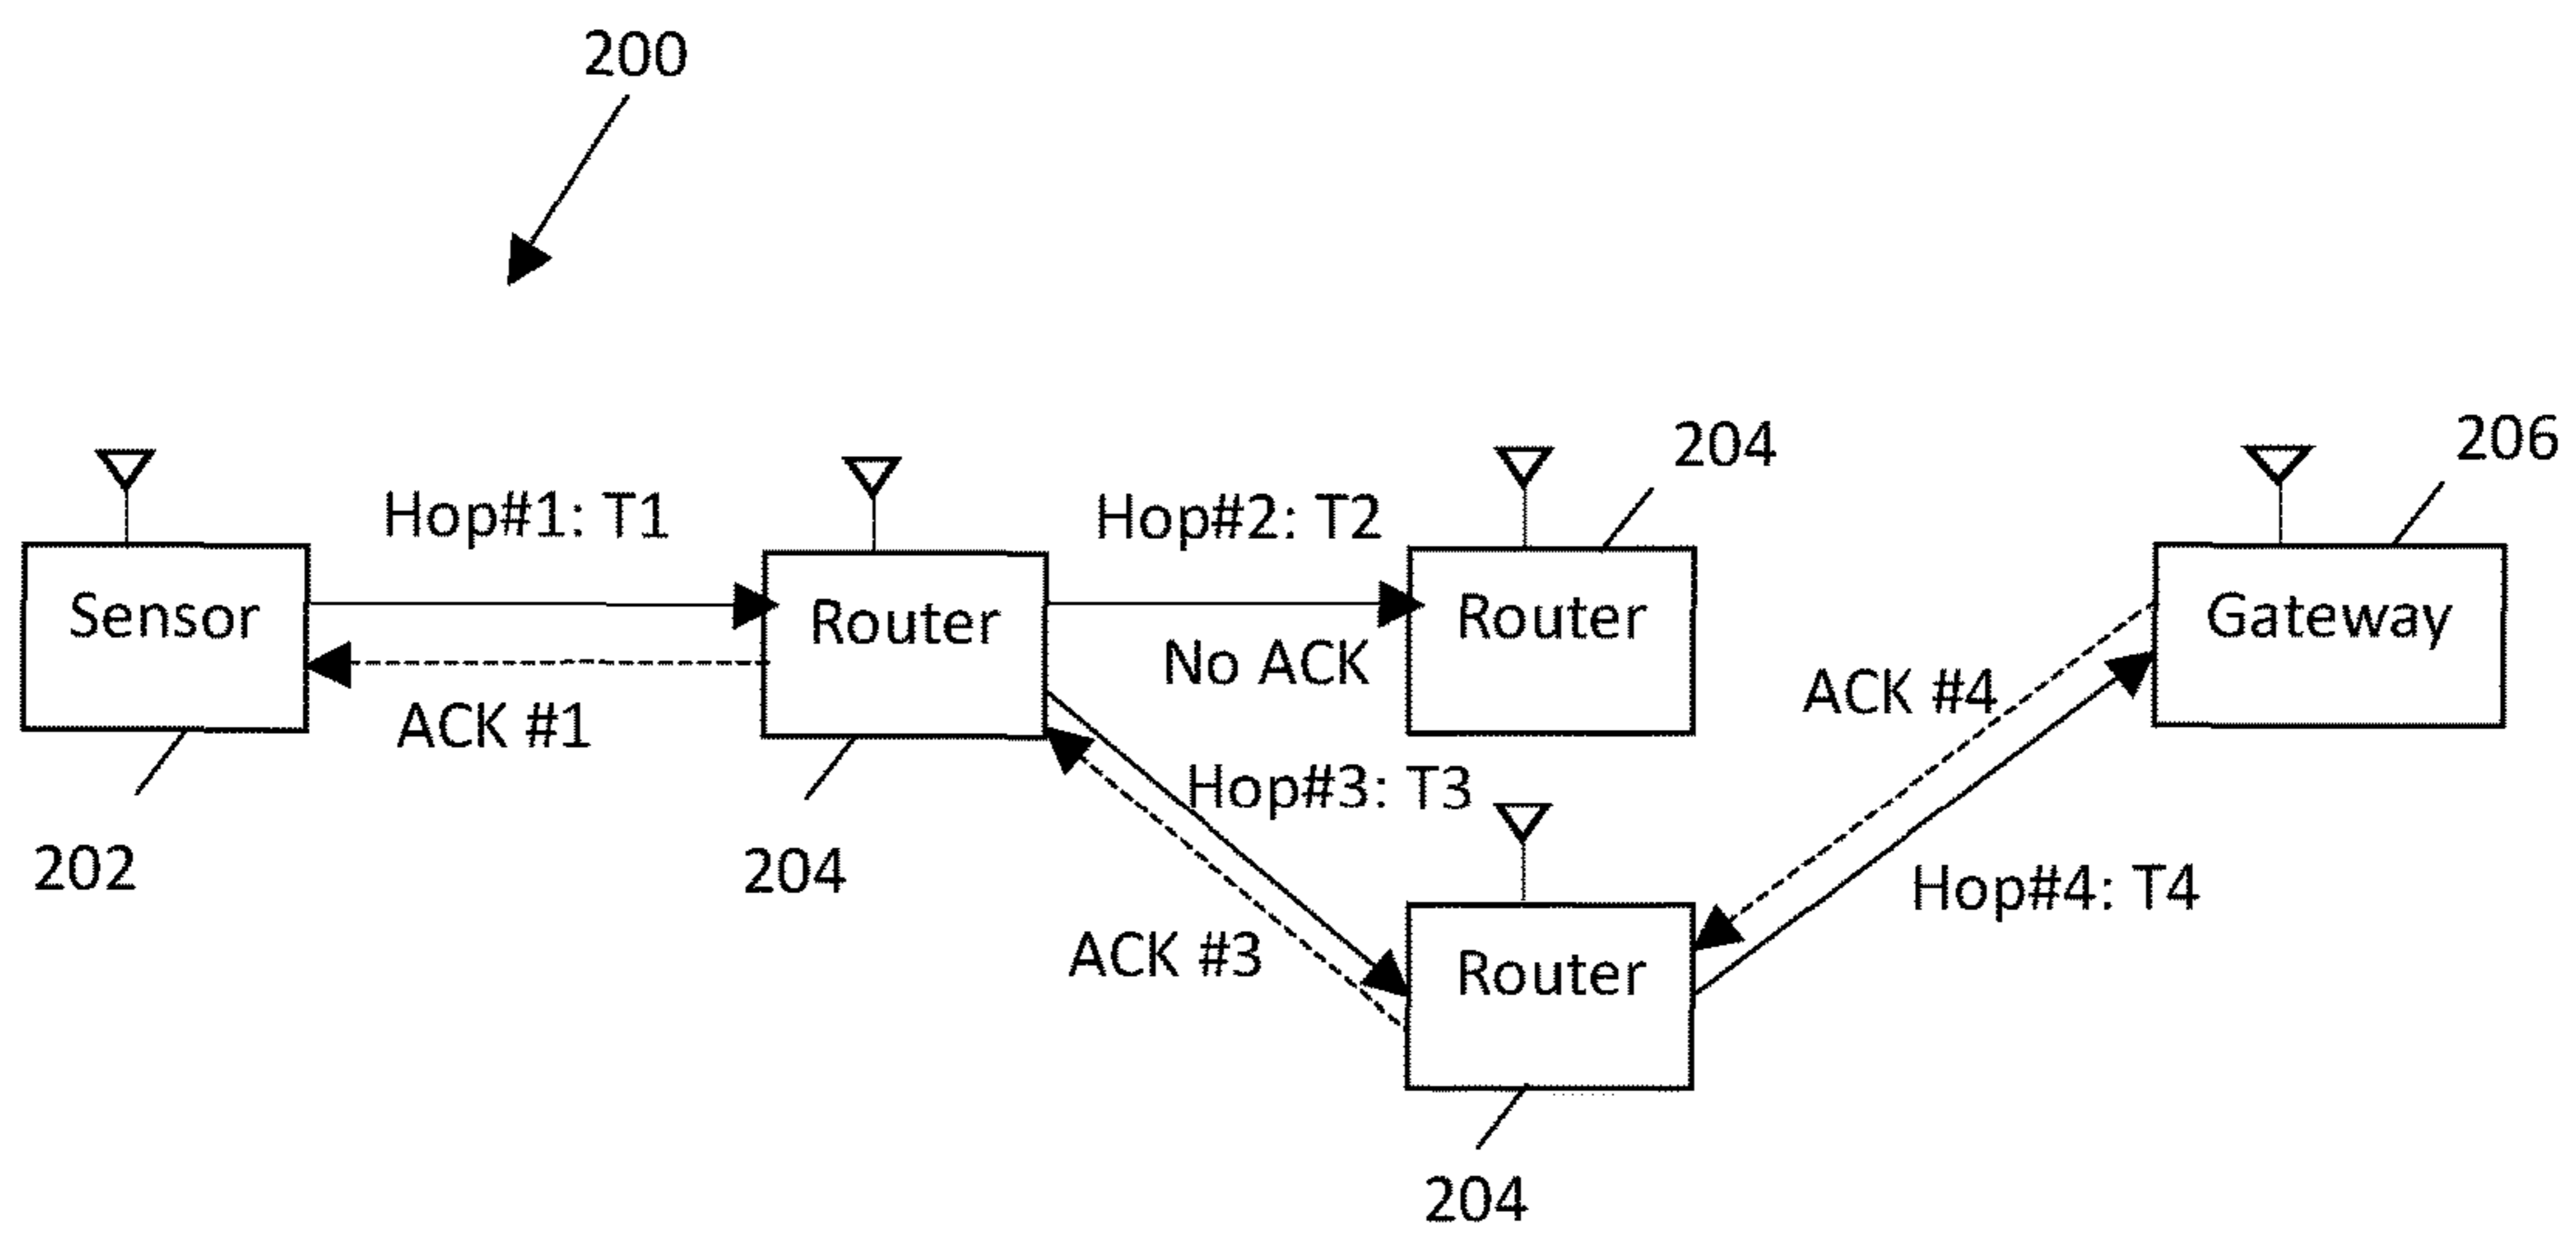 200
204
206
Hop#1: T1
Hop#2: T2
Sensor
Router
Router
Gateway
No ACK
ACK #1
ACK #4
Hop#3: T3
202
204
Hop#4: T4
ACK #3
Router
204